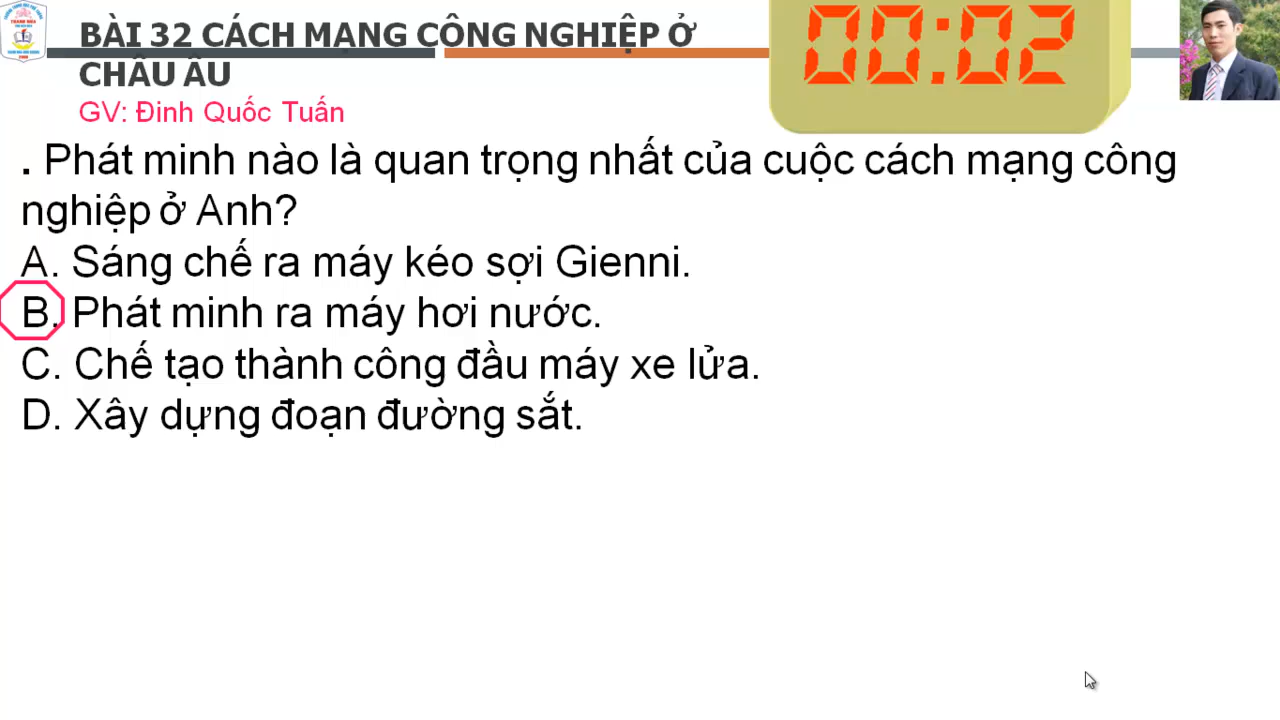 BÀI 32 CÁCH MẠNG CÔNG NGHIỆP Ở
CHÂU ÂU
GV: Đinh Quốc Tuấn
00:02
. Phát minh nào là quan trọng nhất của cuộc cách mạng công
nghiệp ở Anh?
A. Sáng chế ra máy kéo sợi Gienni.
B. Phát minh ra máy hơi nước.
C. Chế tạo thành công đầu máy xe lửa.
D. Xây dựng đoạn đường sắt.